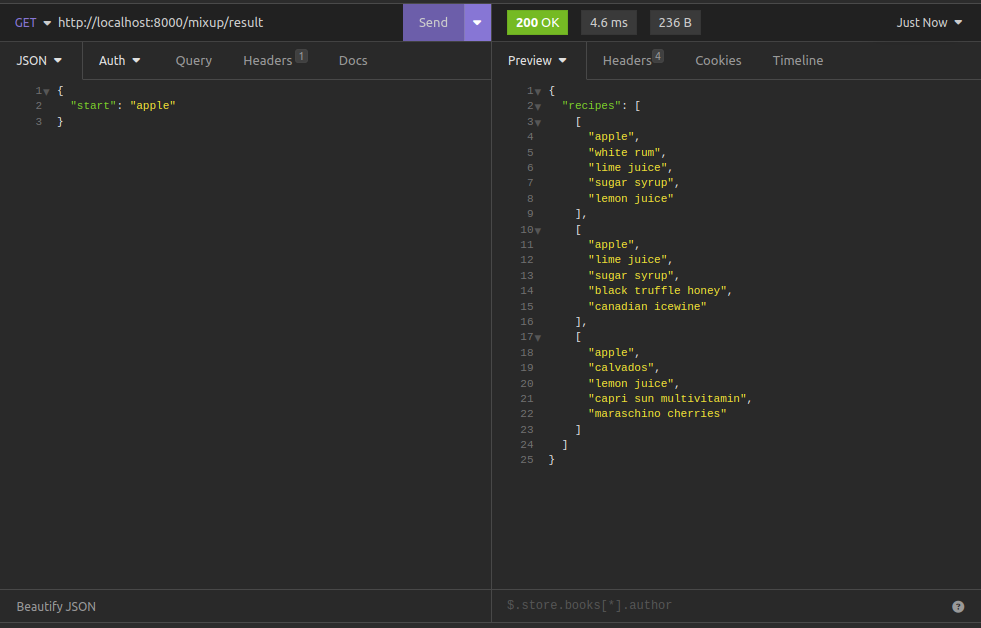 GET http://localhost:8000/mixup/result Send 200 OK 4.6 ms 236 B Just Now
JSON Auth Query Headers 1 Docs Preview Headers 4 Cookies Timeline
1 {
2 "start": "apple"
3 }
1 {
2 "recipes": [
3 [
4 "apple",
5 "white rum",
6 "lime juice",
7 "sugar syrup",
8 "lemon juice"
9 ],
10 [
11 "apple",
12 "lime juice",
13 "sugar syrup",
14 "black truffle honey",
15 "canadian icewine"
16 ],
17 [
18 "apple",
19 "calvados",
20 "lemon juice",
21 "capri sun multivitamin",
22 "maraschino cherries"
23 ]
24 ]
25 }
Beautify JSON $.store.books[*].author ?